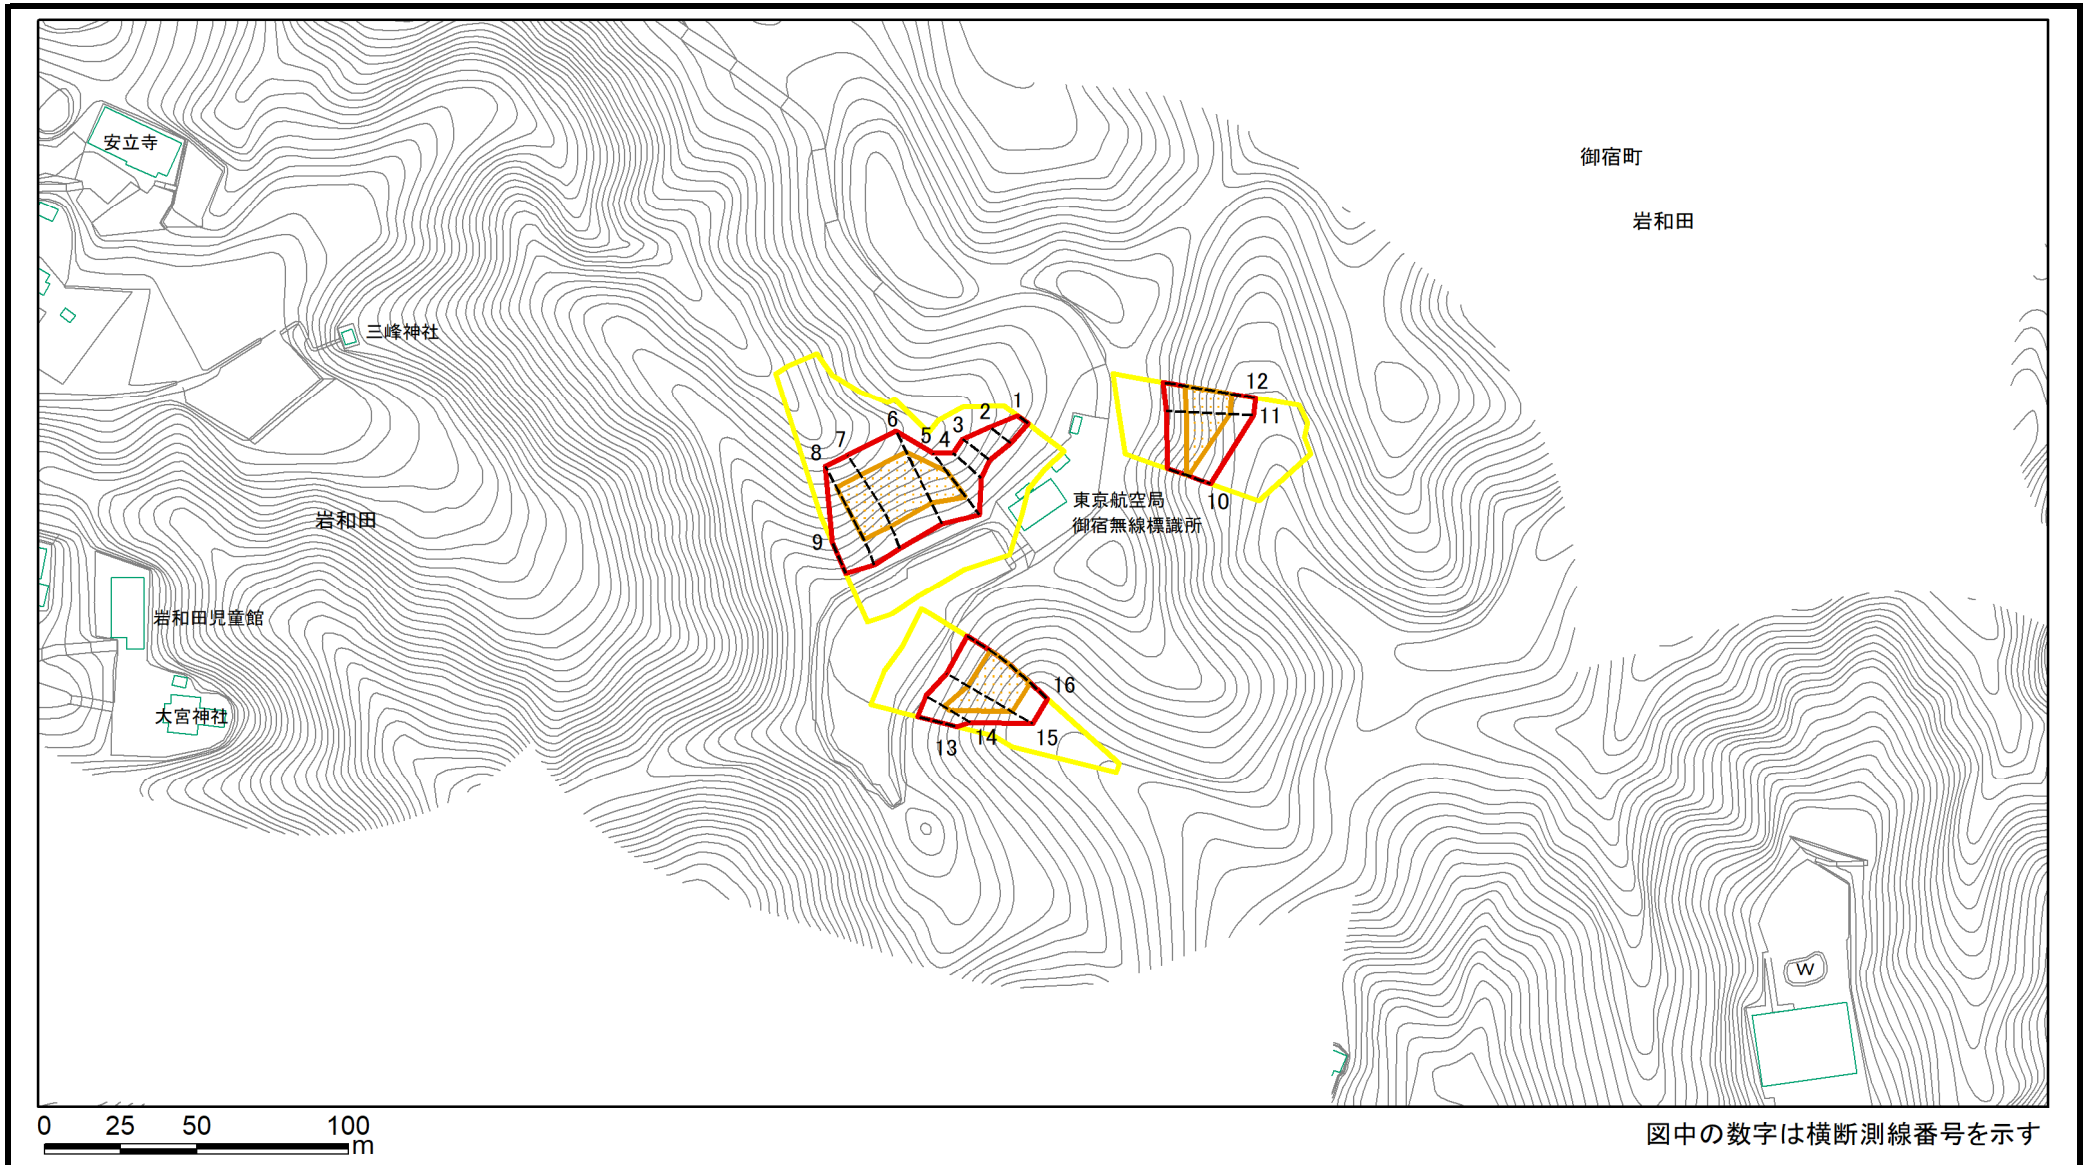 安立寺
御宿町
岩和田
三峰神社
12
11
10
1
2
3
4
5
6
7
8
9
東京航空局
御宿無線標識所
岩和田
岩和田児童館
大宮神社
16
15
14
13
W
0 25 50 100
m
図中の数字は横断測線番号を示す